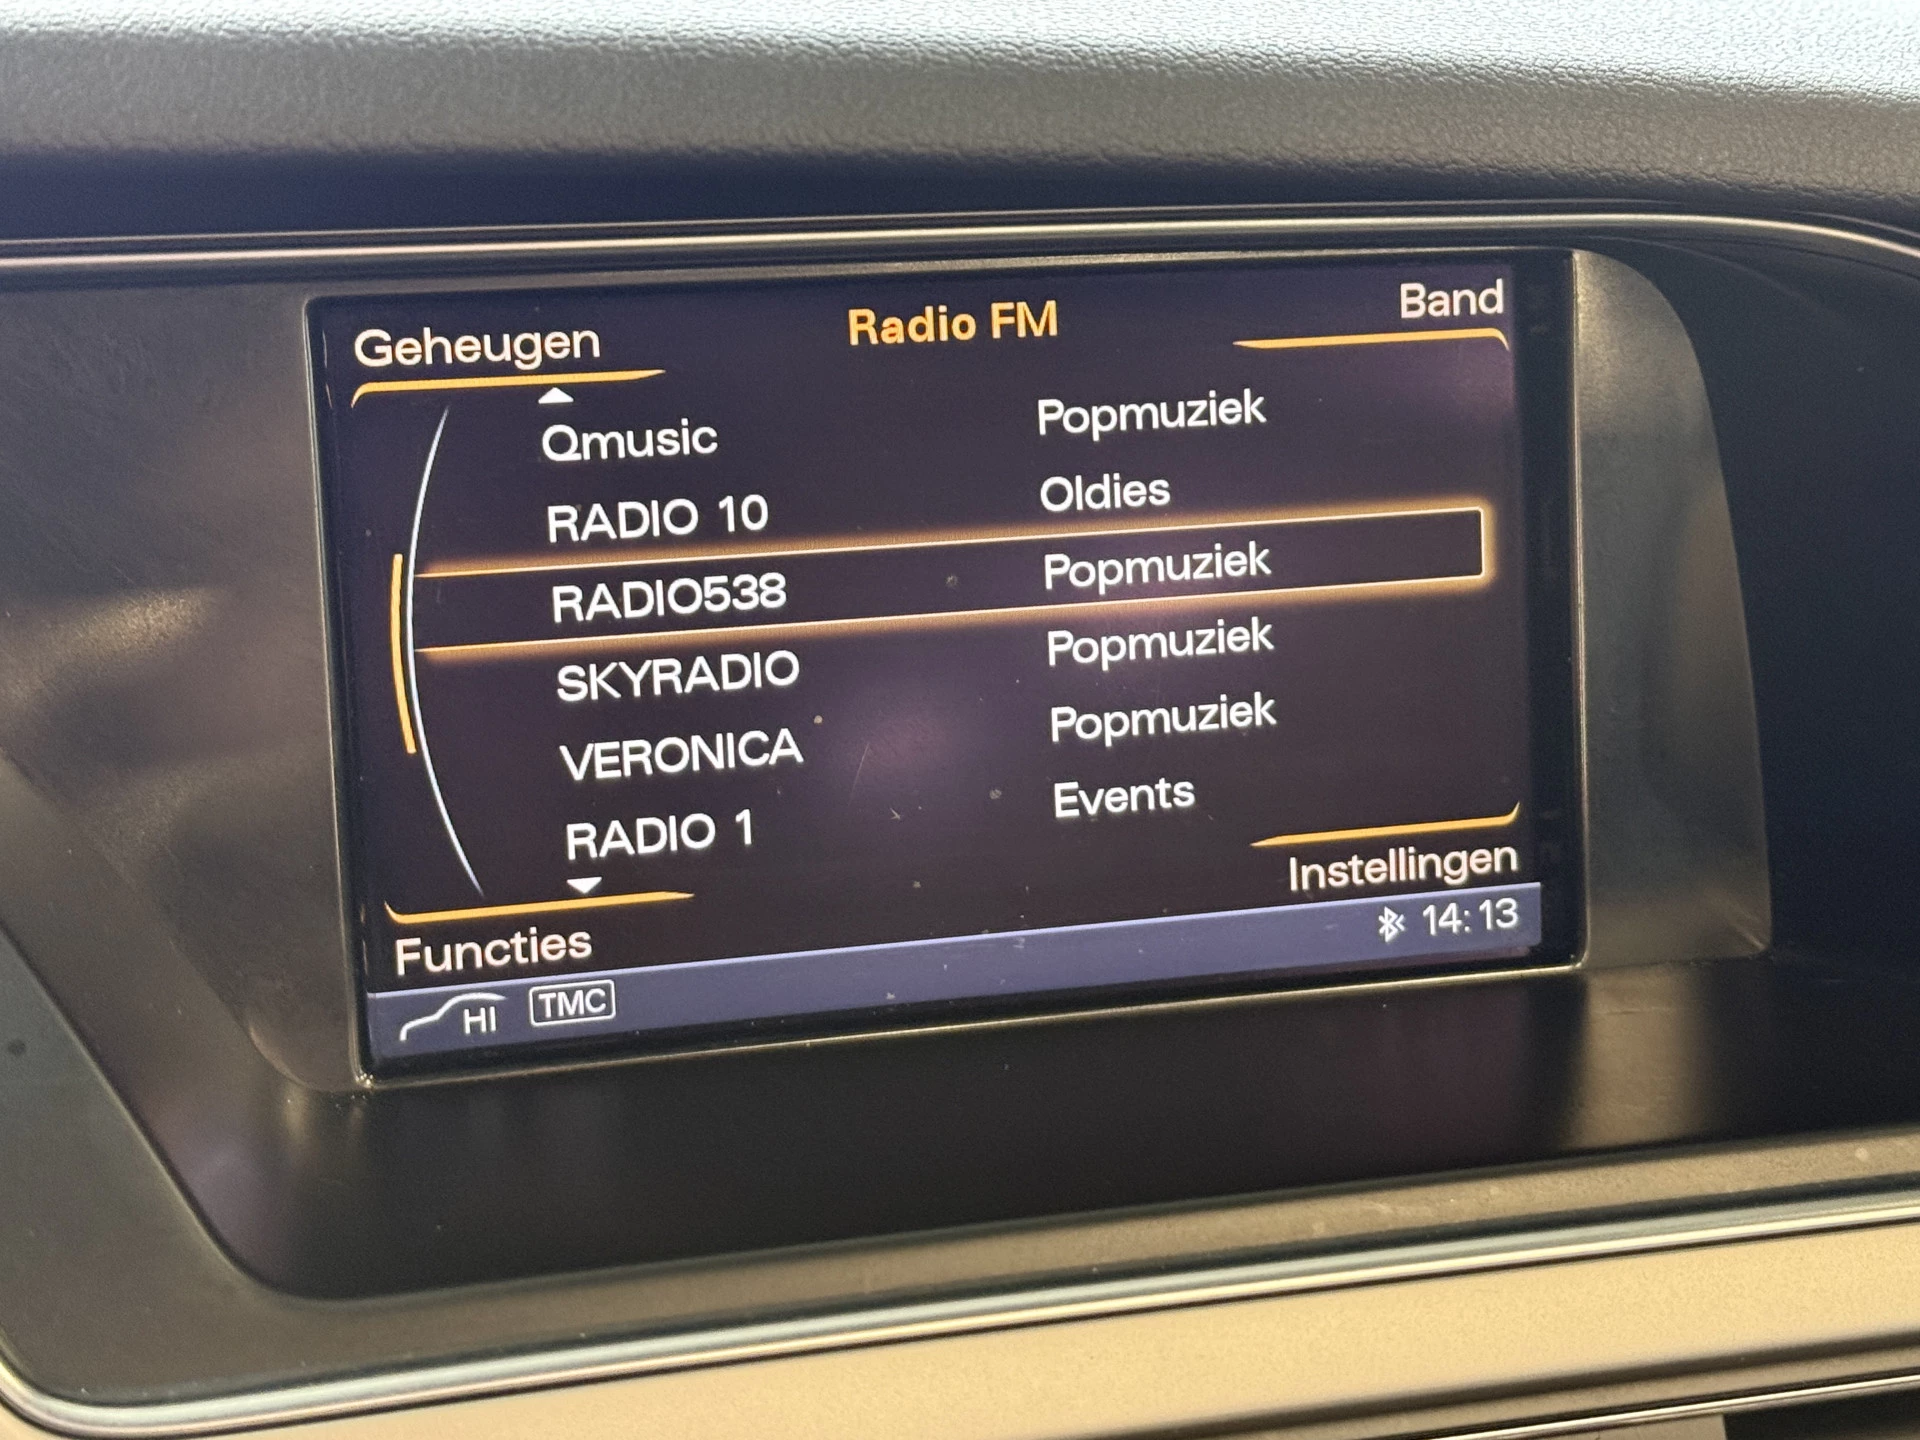 Geheugen Radio FM Band
Qmusic Popmuziek
RADIO 10 Oldies
RADIO538 Popmuziek
SKYRADIO Popmuziek
VERONICA Popmuziek
RADIO 1 Events
Functies Instellingen
HI TMC 14:13